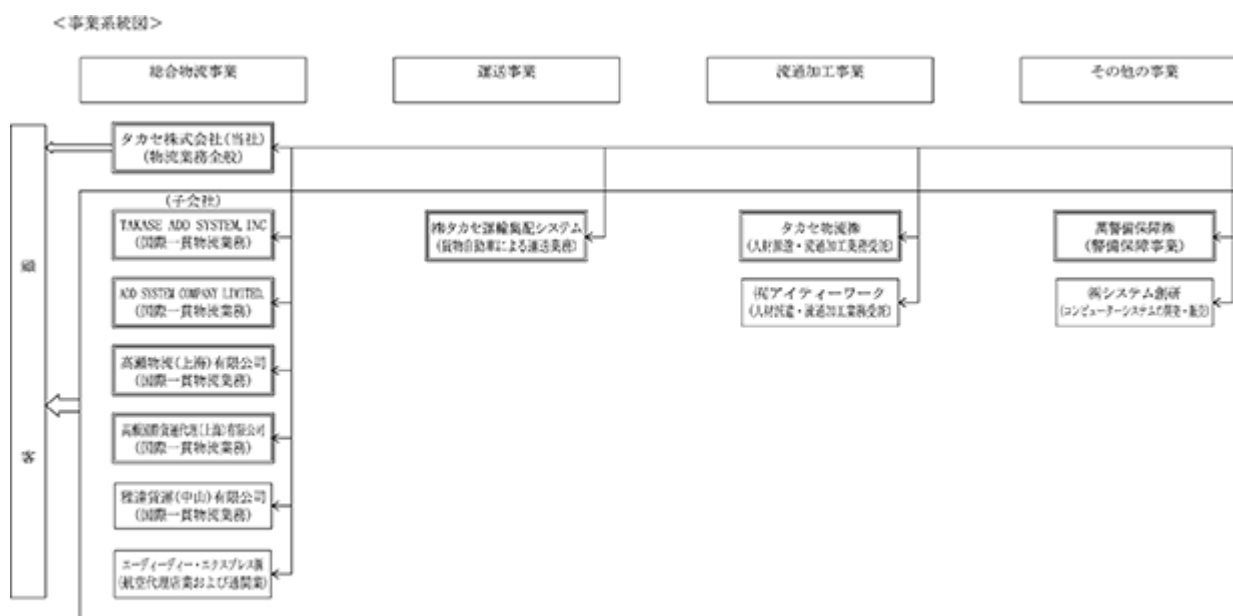 ＜事業系統図＞
総合物流事業
運送事業
流通加工事業
その他の事業
タカセ株式会社(当社)
(物流業務全般)
(子会社)
TAKASE ADO SYSTEM, INC
(国際一貫物流業務)
㈱タカセ運輸集配システム
(貨物自動車による運送業務)
タカセ物流㈱
(人財派遣・流通加工業務受託)
萬警備保障㈱
(警備保障事業)
ADO SYSTEM COMPANY LIMITED.
(国際一貫物流業務)
㈲アイティーワーク
(人財派遣・流通加工業務受託)
㈱システム創研
(コンピューターシステムの開発・販売)
高瀬物流(上海)有限公司
(国際一貫物流業務)
高瀬国際貨運代理(上海)有限公司
(国際一貫物流業務)
雅達貨運(中山)有限公司
(国際一貫物流業務)
エーディーディー・エクスプレス㈱
(航空代理店業および通関業)